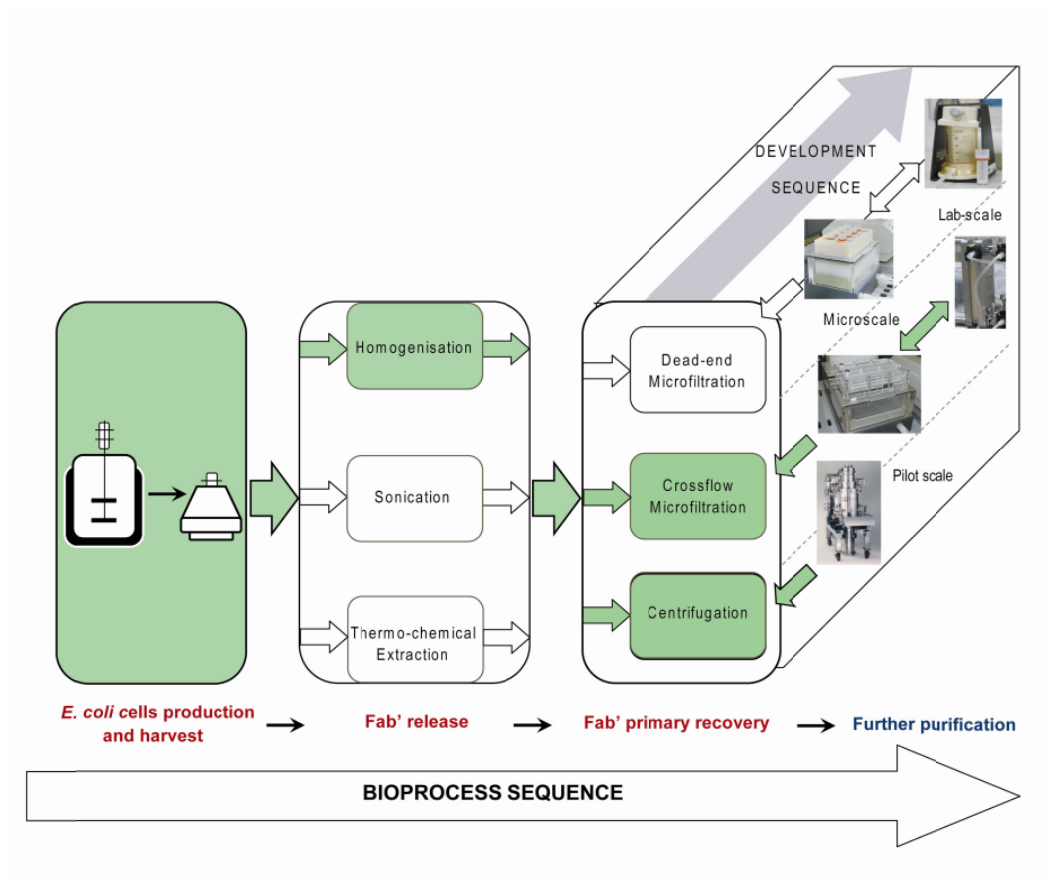 DEVELOPMENT
SEQUENCE
Lab-scale
Microscale
Pilot scale
Homogenisation
Sonication
Thermo-chemical
Extraction
Dead-end
Microfiltration
Crossflow
Microfiltration
Centrifugation
E. coli cells production
and harvest
Fab’ release
Fab’ primary recovery
Further purification
BIOPROCESS SEQUENCE